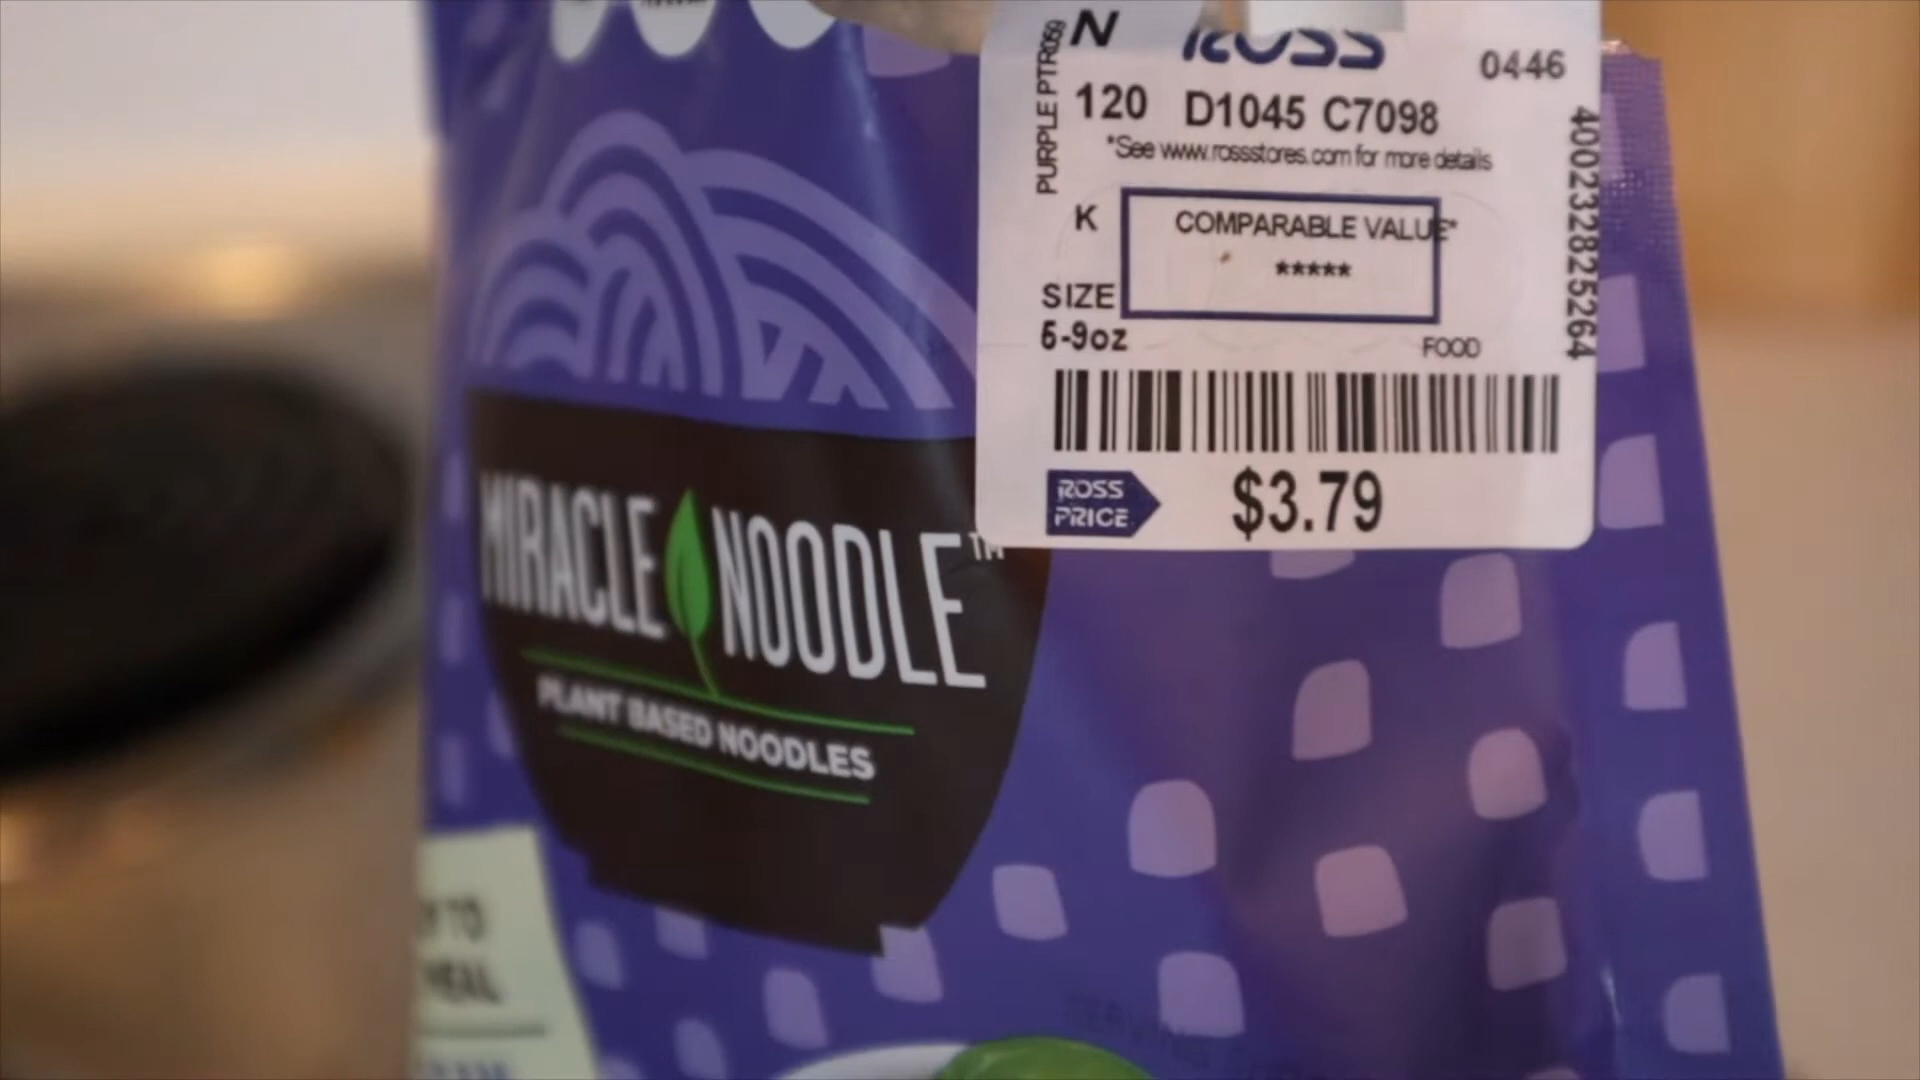 N ROSS 0446
PURPLE PTR059
120 D1045 C7098
*See www.rossstores.com for more details
K COMPARABLE VALUE*
*****
SIZE
6-9oz
FOOD
400232825264
ROSS
PRICE
$3.79
MIRACLE NOODLE™
PLANT BASED NOODLES
TO